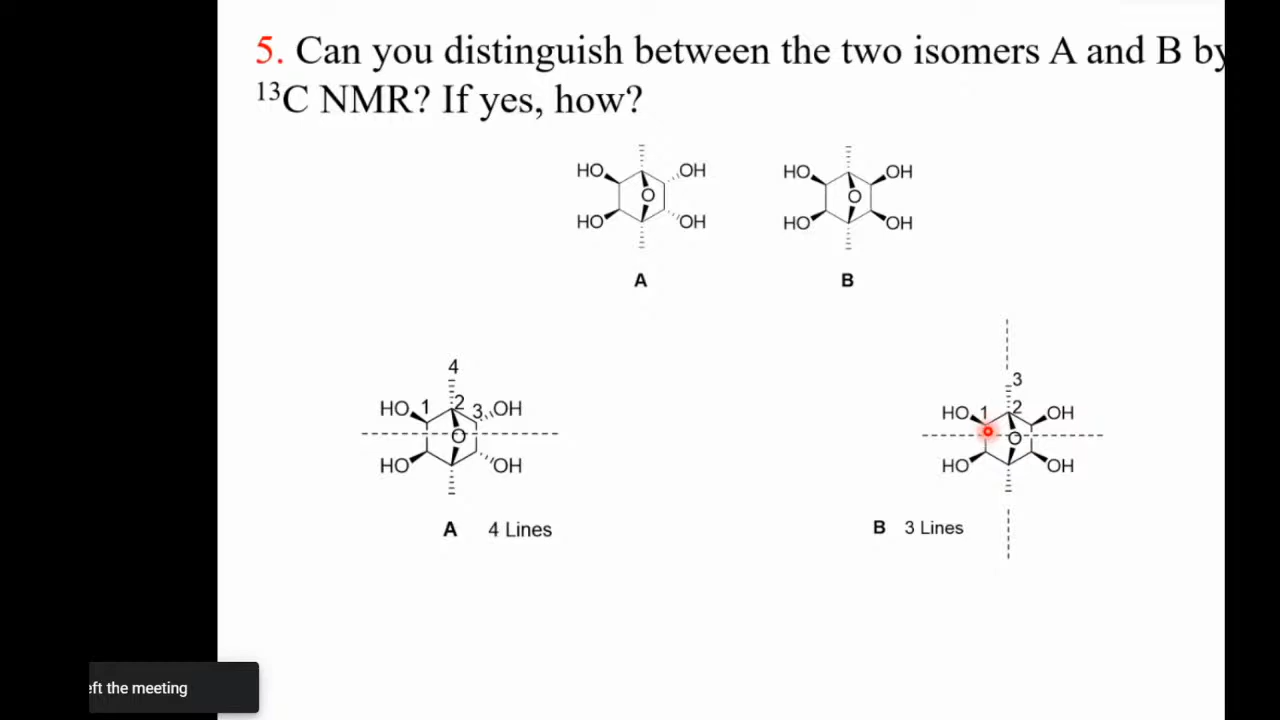 5. Can you distinguish between the two isomers A and B by
¹³C NMR? If yes, how?
HO OH HO OH
O O
HO OH HO OH
A B
4 3
HO 1 2 3 OH HO 1 2 OH
O O
HO OH HO OH
A 4 Lines B 3 Lines
eft the meeting